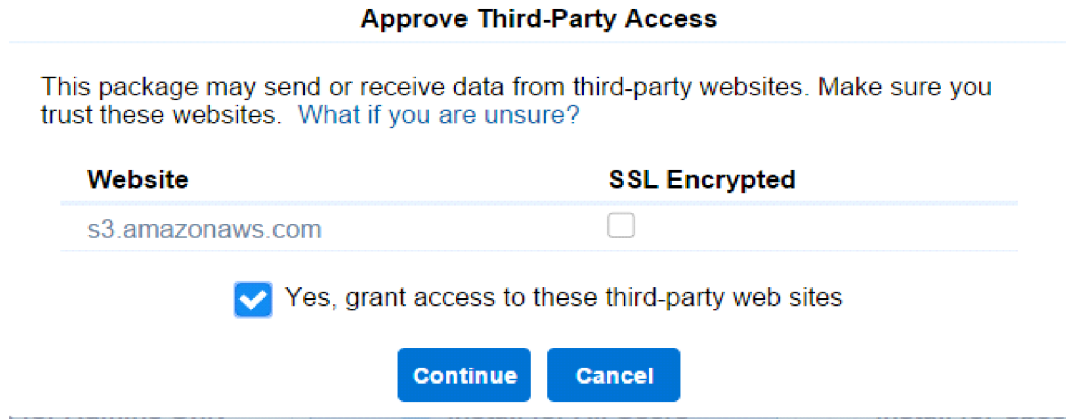 Approve Third-Party Access
This package may send or receive data from third-party websites. Make sure you
trust these websites. What if you are unsure?
Website SSL Encrypted
s3.amazonaws.com
Yes, grant access to these third-party web sites
Continue Cancel